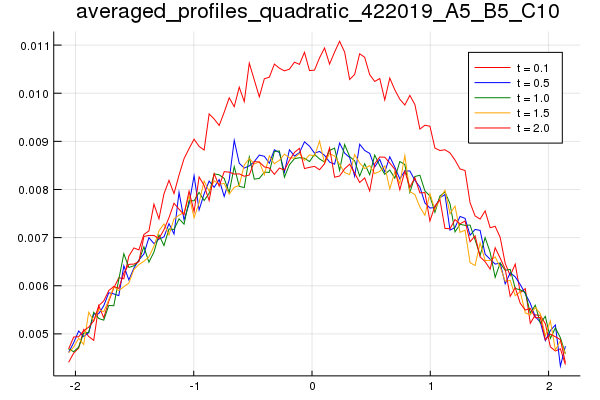 averaged_profiles_quadratic_422019_A5_B5_C10
0.011
0.010
0.009
0.008
0.007
0.006
0.005
-2
-1
0
1
2
t = 0.1
t = 0.5
t = 1.0
t = 1.5
t = 2.0